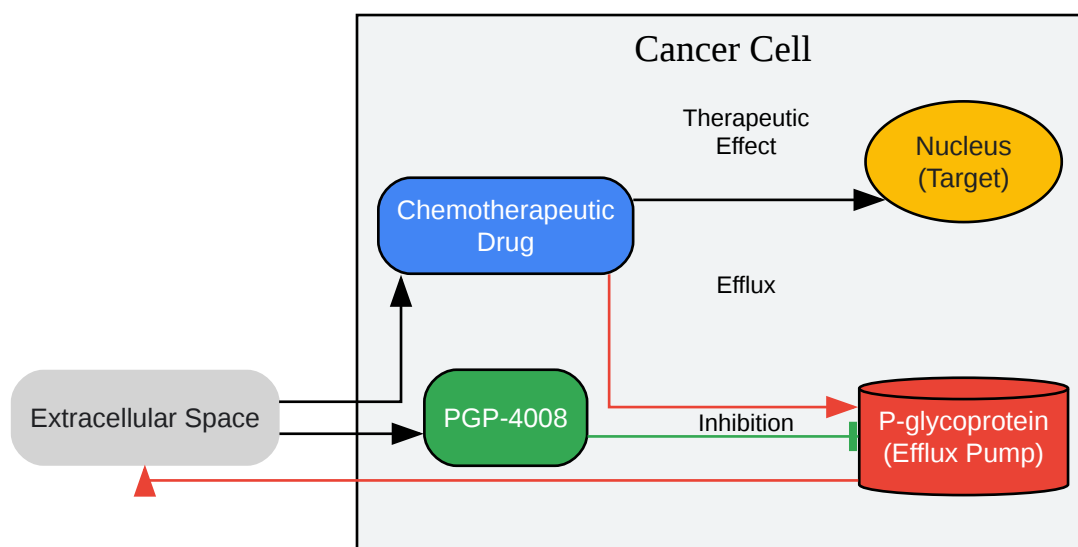 Cancer Cell
Therapeutic
Effect
Nucleus
(Target)
Chemotherapeutic
Drug
Efflux
Extracellular Space
PGP-4008
Inhibition
P-glycoprotein
(Efflux Pump)